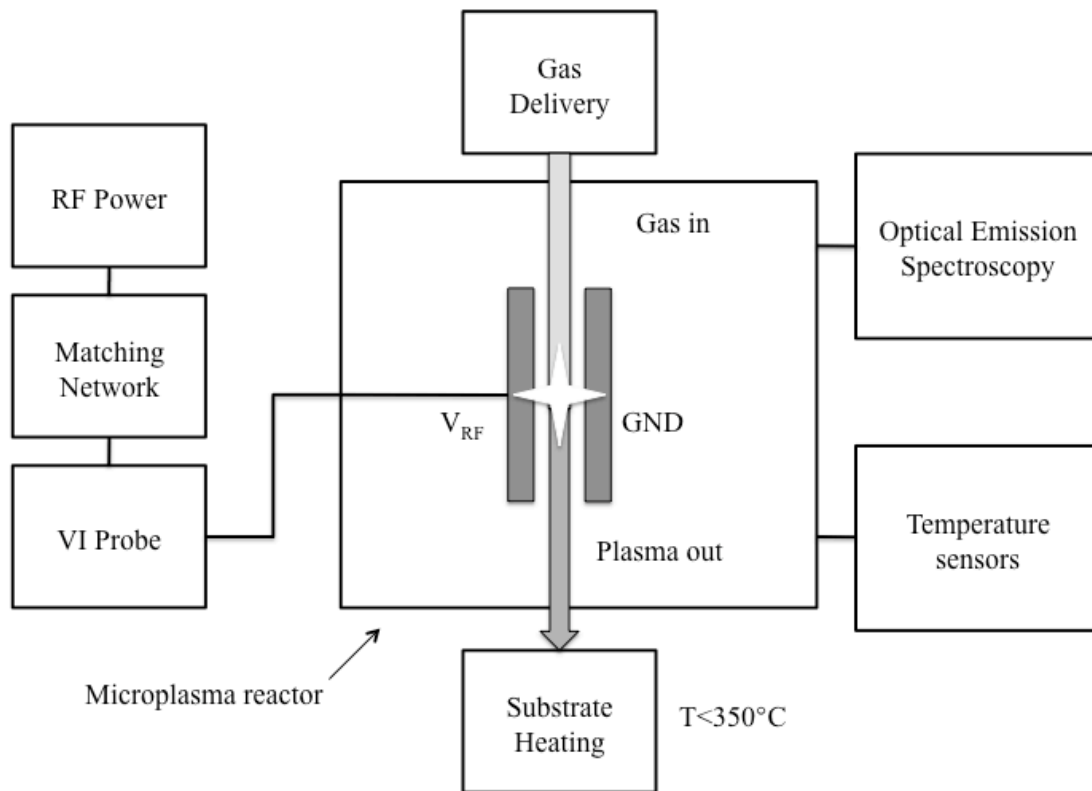 Gas
Delivery
RF Power
Gas in
Optical Emission
Spectroscopy
Matching
Network
V_RF
GND
VI Probe
Plasma out
Temperature
sensors
Microplasma reactor
Substrate
Heating
T<350°C